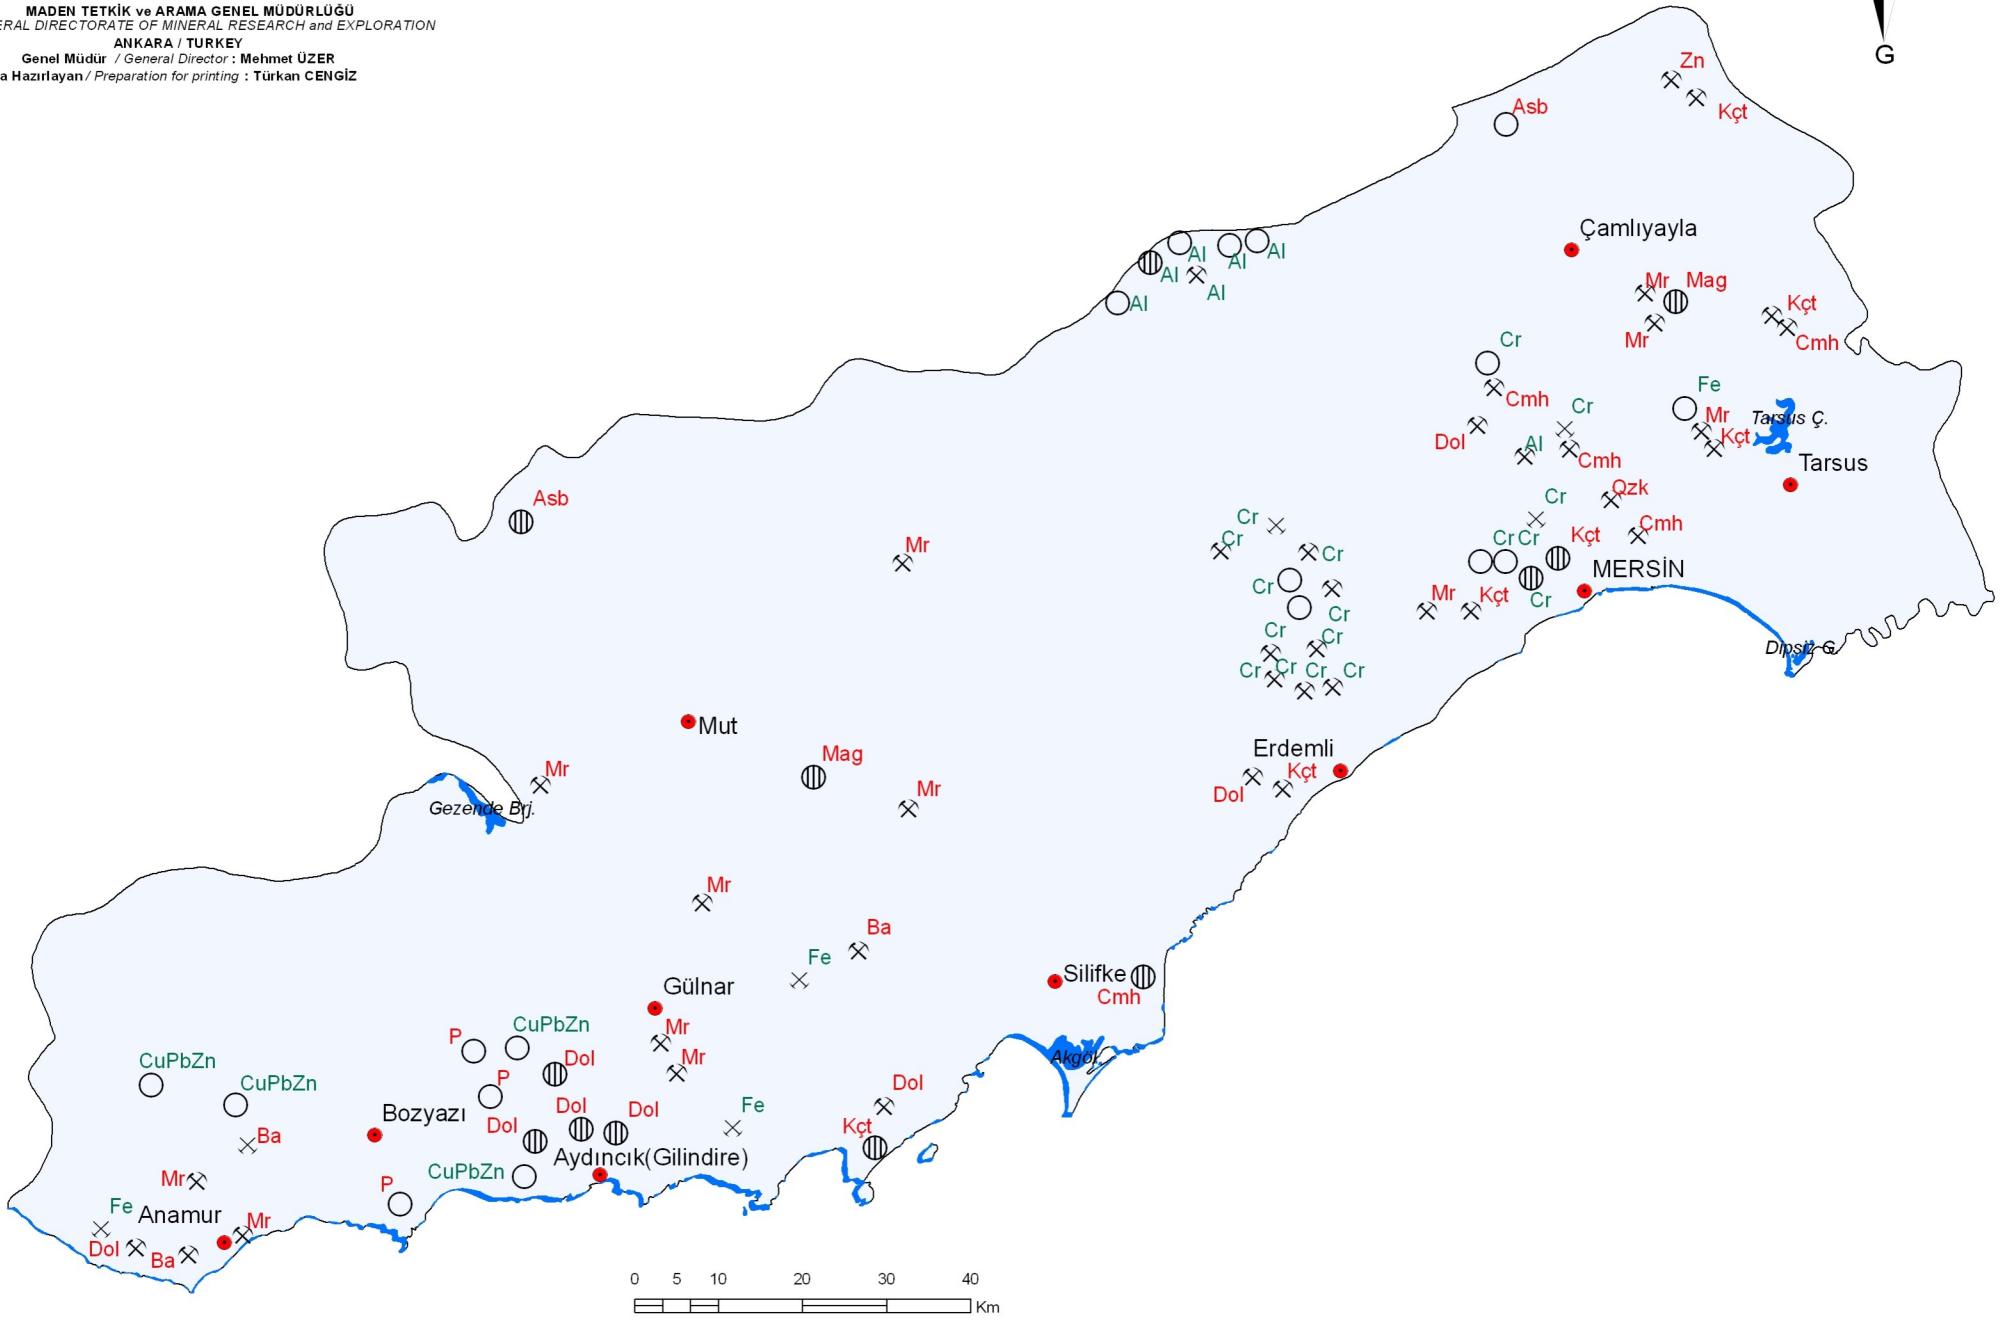 MADEN TETKİK ve ARAMA GENEL MÜDÜRLÜĞÜ
DIRECTORATE OF MINERAL RESEARCH and EXPLORATION
ANKARA / TURKEY
Genel Müdür / General Director : Mehmet ÜZER
Hazırlayan / Preparation for printing : Türkan CENGİZ
G
Zn
Kçt
Asb
Çamlıyayla
Al
Al
Al
Al
Al
Al
Mr
Mag
Kçt
Mr
Cmh
Cr
Fe
Cmh
Cr
Mr
Tarsus Ç.
Dol
Al
Kçt
Cmh
Tarsus
Asb
Qzk
Cr
Cr
Cmh
Cr
Cr Cr
Kçt
Mr
Cr
MERSİN
Cr
Mr
Kçt
Cr
Cr
Cr
Cr
Dipsiz G.
Cr
Cr
Cr
Cr
Mut
Erdemli
Mag
Mr
Kçt
Mr
Dol
Gezende Brj.
Mr
Ba
Fe
Silifke
Gülnar
Cmh
CuPbZn
Mr
P
Dol
Mr
Akgöl
CuPbZn
CuPbZn
P
Dol
Dol
Dol
Fe
Bozyazı
Dol
Kçt
Ba
Aydıncık(Gilindire)
CuPbZn
Mr
P
Fe
Anamur
Mr
Dol
Ba
0 5 10 20 30 40
Km